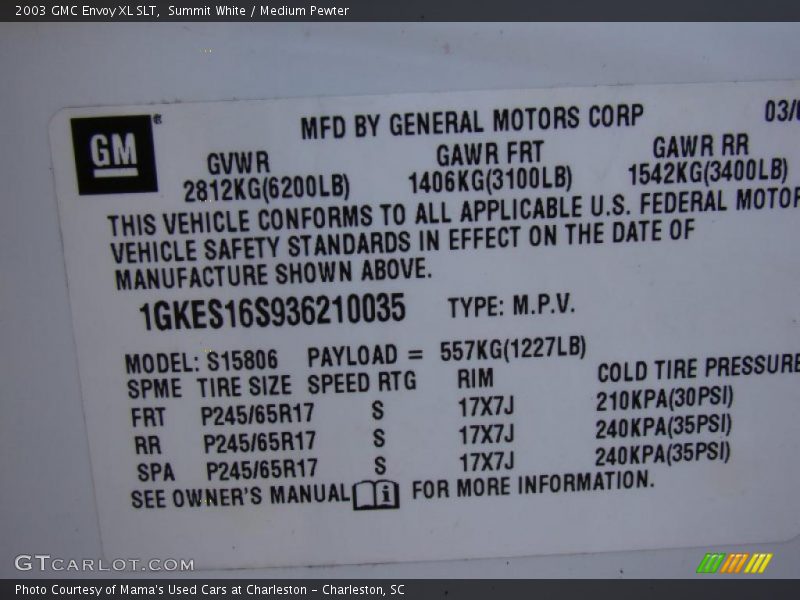 2003 GMC Envoy XL SLT, Summit White / Medium Pewter
GM®
MFD BY GENERAL MOTORS CORP 03/0
GVWR GAWR FRT GAWR RR
2812KG(6200LB) 1406KG(3100LB) 1542KG(3400LB)
THIS VEHICLE CONFORMS TO ALL APPLICABLE U.S. FEDERAL MOTOR
VEHICLE SAFETY STANDARDS IN EFFECT ON THE DATE OF
MANUFACTURE SHOWN ABOVE.
1GKES16S936210035 TYPE: M.P.V.
MODEL: S15806 PAYLOAD = 557KG(1227LB)
SPME TIRE SIZE SPEED RTG RIM COLD TIRE PRESSURE
FRT P245/65R17 S 17X7J 210KPA(30PSI)
RR P245/65R17 S 17X7J 240KPA(35PSI)
SPA P245/65R17 S 17X7J 240KPA(35PSI)
SEE OWNER'S MANUAL i FOR MORE INFORMATION.
GTCARLOT.COM
Photo Courtesy of Mama's Used Cars at Charleston - Charleston, SC